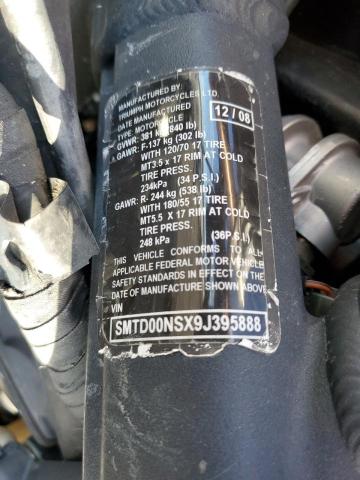 MANUFACTURED BY:
TRIUMPH MOTORCYCLES LTD.
DATE MANUFACTURED 12 / 08
TYPE: MOTORCYCLE
GVWR: 381 kg (840 lb)
GAWR: F-137 kg (302 lb)
WITH 120/70 17 TIRE
MT3.5 x 17 RIM AT COLD
TIRE PRESS.
234kPa (34 P.S.I.)
GAWR: R- 244 kg (538 lb)
WITH 180/55 17 TIRE
MT5.5 X 17 RIM AT COLD
TIRE PRESS.
248 kPa (36P.S.I.)
THIS VEHICLE CONFORMS TO ALL
APPLICABLE FEDERAL MOTOR VEHICLE
SAFETY STANDARDS IN EFFECT ON THE
DATE OF MANUFACTURE SHOWN ABOVE
VIN
SMTD00NSX9J395888